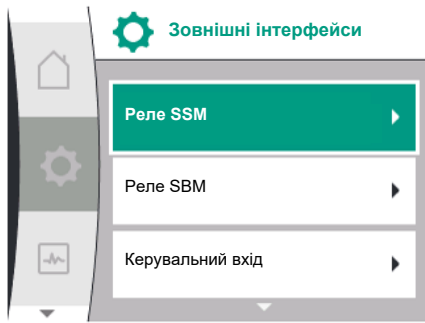 Зовнішні інтерфейси
Реле SSM
Реле SBM
Керувальний вхід